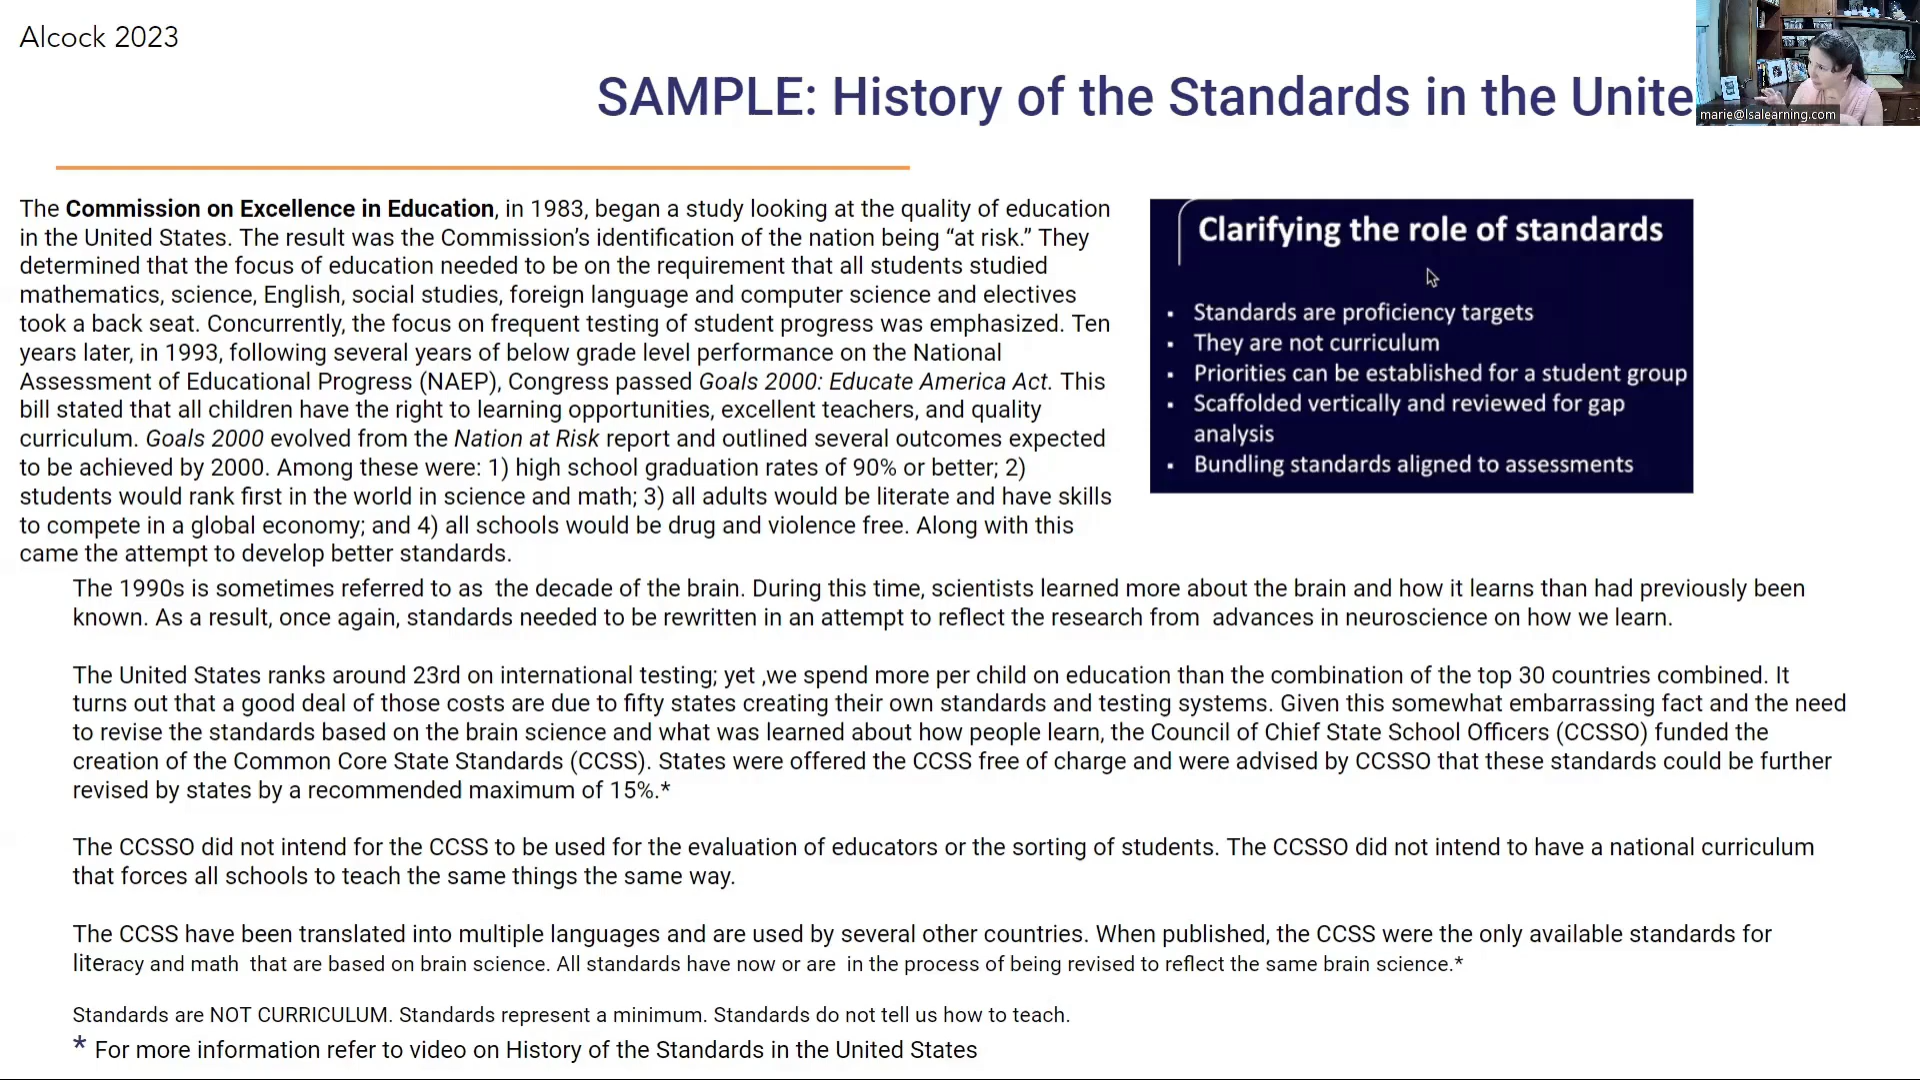 Alcock 2023
SAMPLE: History of the Standards in the Unite
marie@lsalearning.com
The Commission on Excellence in Education, in 1983, began a study looking at the quality of education
in the United States. The result was the Commission’s identification of the nation being “at risk.” They
determined that the focus of education needed to be on the requirement that all students studied
mathematics, science, English, social studies, foreign language and computer science and electives
took a back seat. Concurrently, the focus on frequent testing of student progress was emphasized. Ten
years later, in 1993, following several years of below grade level performance on the National
Assessment of Educational Progress (NAEP), Congress passed Goals 2000: Educate America Act. This
bill stated that all children have the right to learning opportunities, excellent teachers, and quality
curriculum. Goals 2000 evolved from the Nation at Risk report and outlined several outcomes expected
to be achieved by 2000. Among these were: 1) high school graduation rates of 90% or better; 2)
students would rank first in the world in science and math; 3) all adults would be literate and have skills
to compete in a global economy; and 4) all schools would be drug and violence free. Along with this
came the attempt to develop better standards.
Clarifying the role of standards
▪ Standards are proficiency targets
▪ They are not curriculum
▪ Priorities can be established for a student group
▪ Scaffolded vertically and reviewed for gap
analysis
▪ Bundling standards aligned to assessments
The 1990s is sometimes referred to as  the decade of the brain. During this time, scientists learned more about the brain and how it learns than had previously been
known. As a result, once again, standards needed to be rewritten in an attempt to reflect the research from  advances in neuroscience on how we learn.
The United States ranks around 23rd on international testing; yet ,we spend more per child on education than the combination of the top 30 countries combined. It
turns out that a good deal of those costs are due to fifty states creating their own standards and testing systems. Given this somewhat embarrassing fact and the need
to revise the standards based on the brain science and what was learned about how people learn, the Council of Chief State School Officers (CCSSO) funded the
creation of the Common Core State Standards (CCSS). States were offered the CCSS free of charge and were advised by CCSSO that these standards could be further
revised by states by a recommended maximum of 15%.*
The CCSSO did not intend for the CCSS to be used for the evaluation of educators or the sorting of students. The CCSSO did not intend to have a national curriculum
that forces all schools to teach the same things the same way.
The CCSS have been translated into multiple languages and are used by several other countries. When published, the CCSS were the only available standards for
literacy and math  that are based on brain science. All standards have now or are  in the process of being revised to reflect the same brain science.*
Standards are NOT CURRICULUM. Standards represent a minimum. Standards do not tell us how to teach.
* For more information refer to video on History of the Standards in the United States